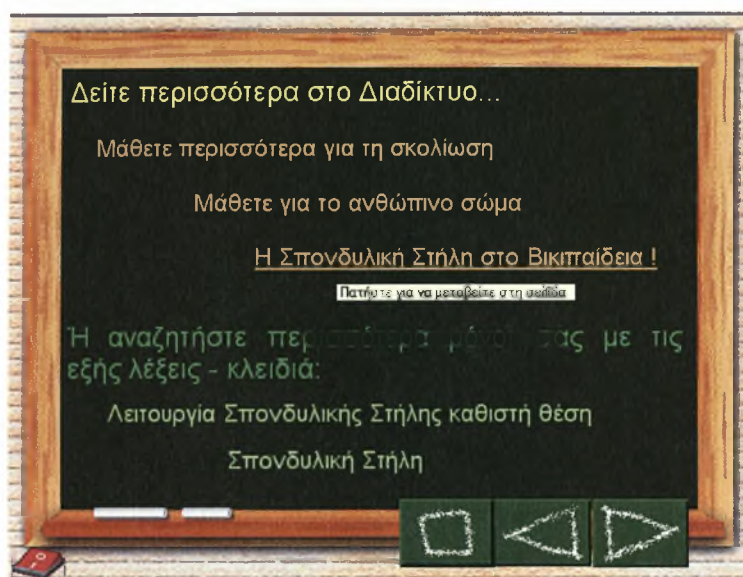 Δείτε περισσότερα στο Διαδίκτυο...
Μάθετε περισσότερα για τη σκολίωση
Μάθετε για το ανθώπινο σώμα
Η Σπονδυλική Στήλη στο Βικιπαίδεια !
Πατήστε για να μεταβείτε στη σελίδα
Ή αναζητήστε περισσότερα μόνοι σας με τις
εξής λέξεις - κλειδιά:
Λειτουργία Σπονδυλικής Στήλης καθιστή θέση
Σπονδυλική Στήλη